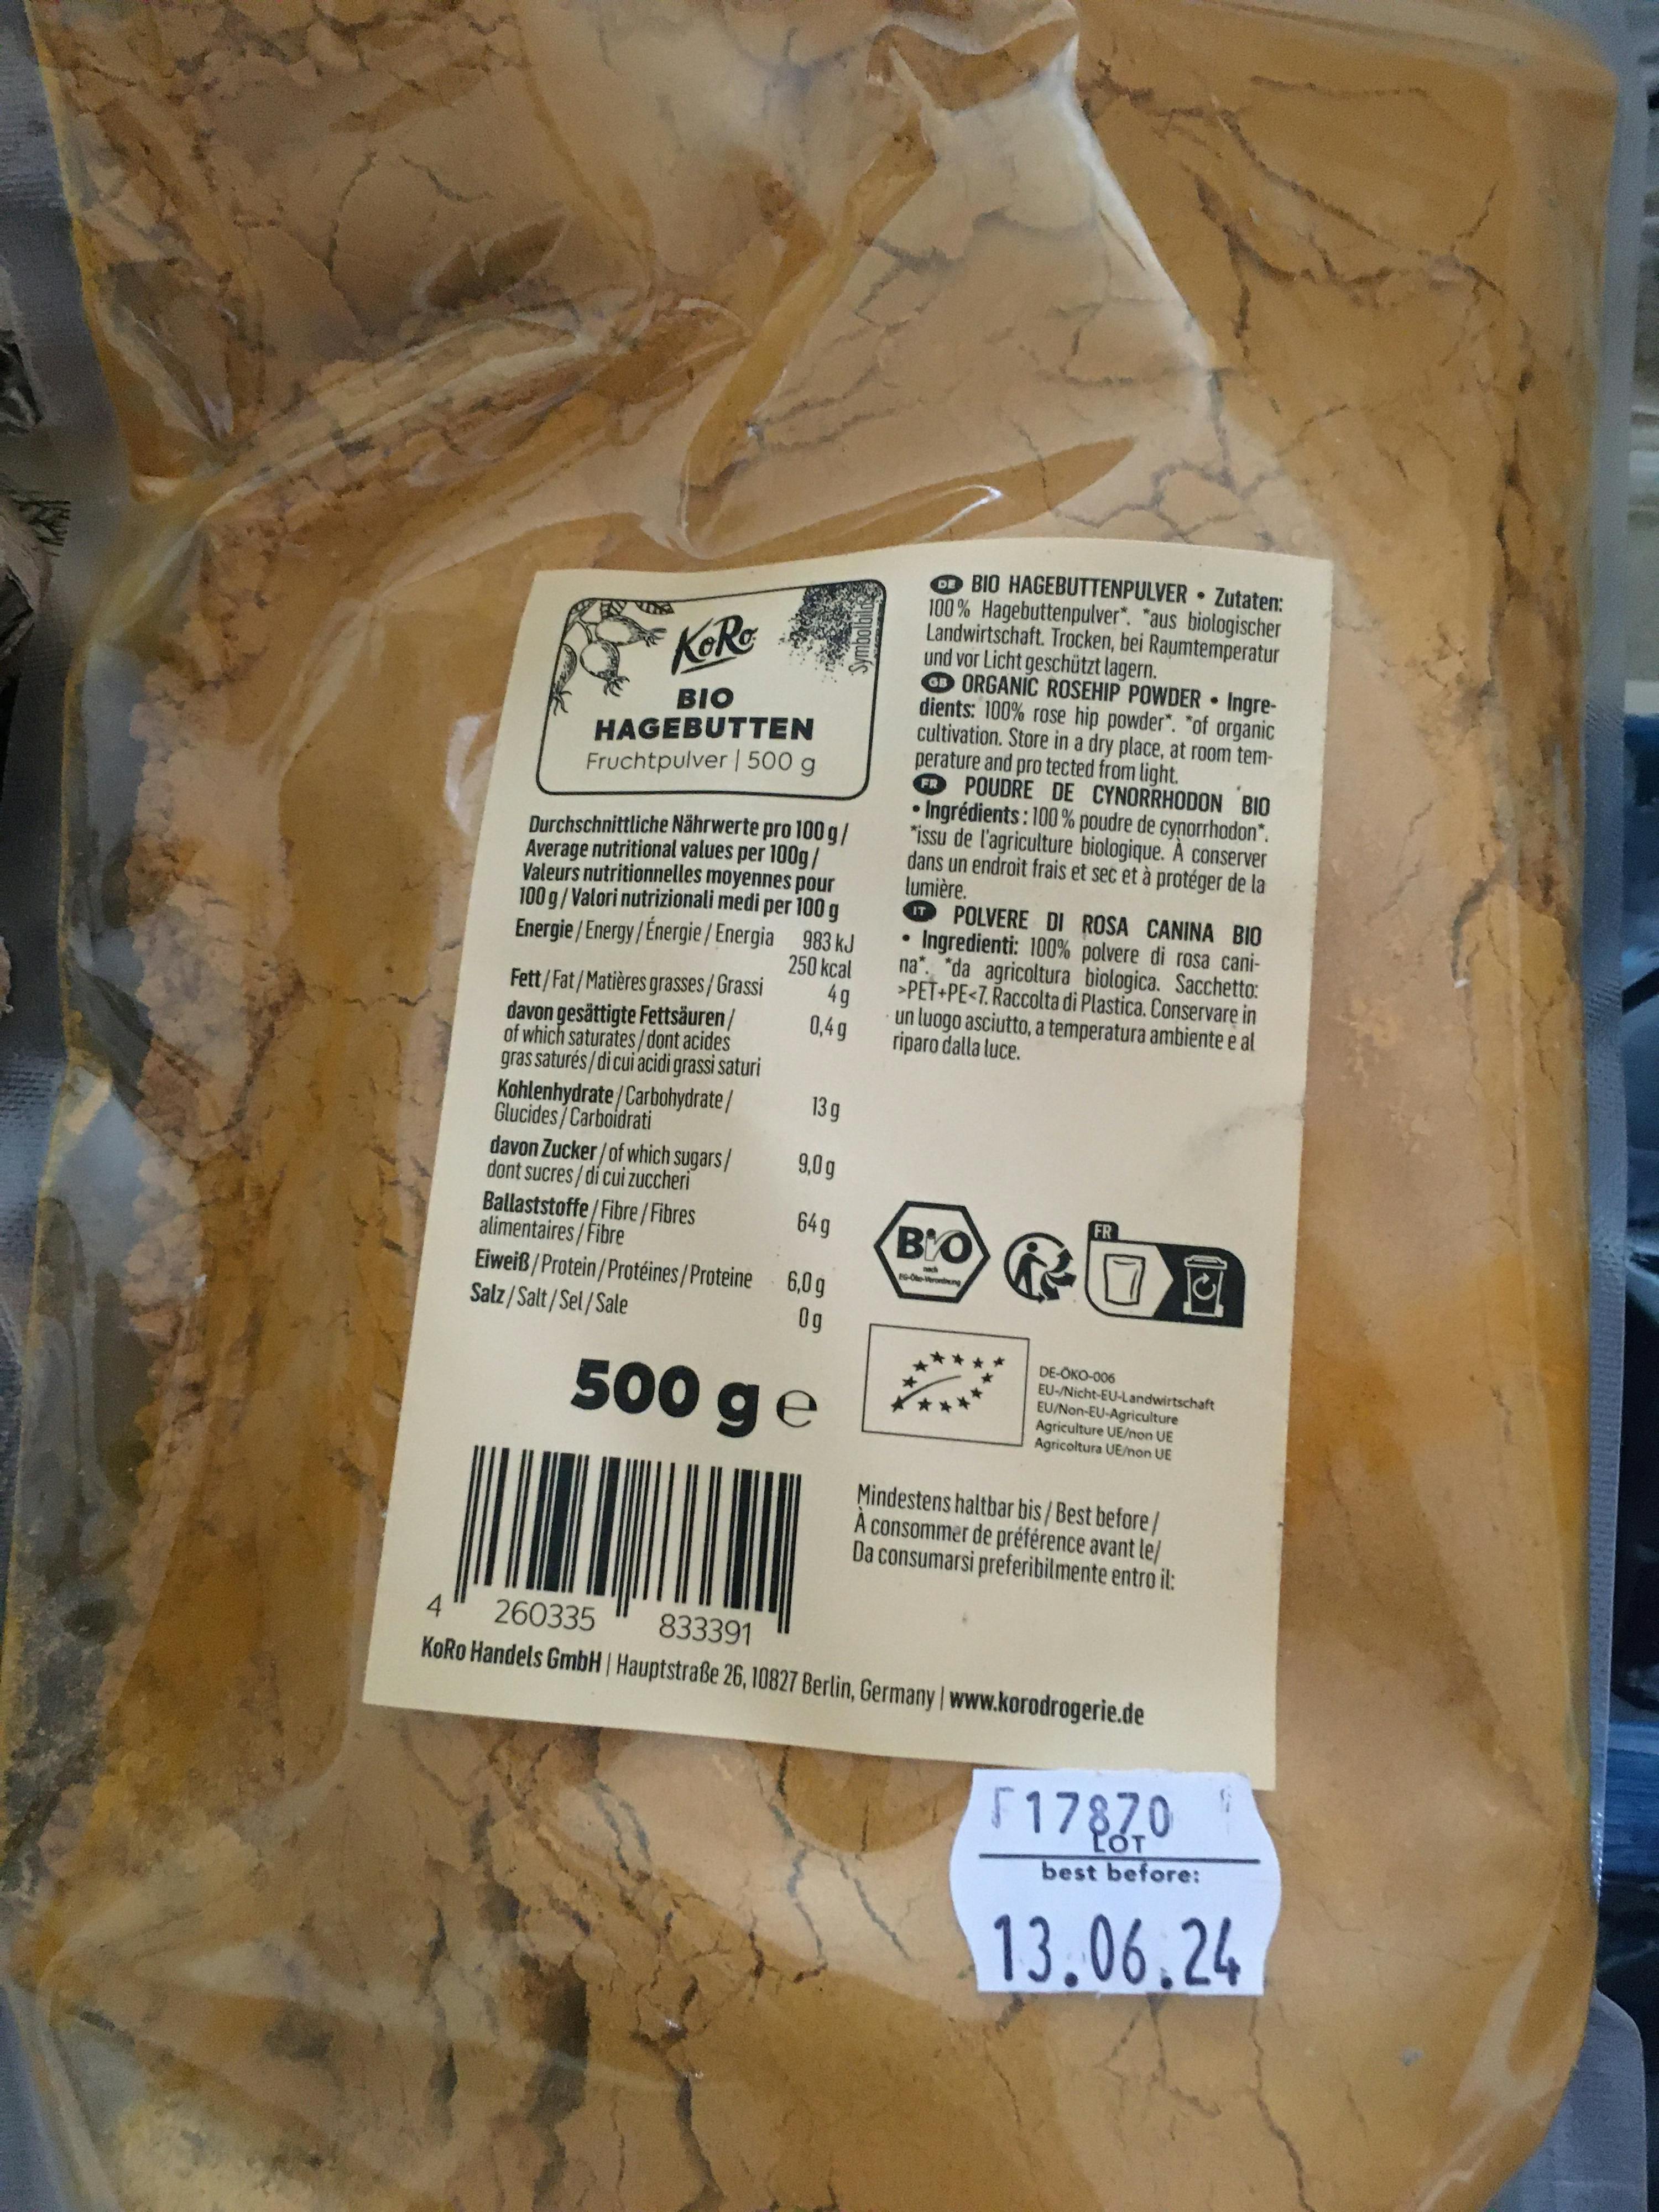 KoRo
Symbolbild
BIO
HAGEBUTTEN
Fruchtpulver | 500 g
Durchschnittliche Nährwerte pro 100 g /
Average nutritional values per 100g /
Valeurs nutritionnelles moyennes pour
100 g / Valori nutrizionali medi per 100 g
Energie / Energy / Énergie / Energia 983 kJ
250 kcal
Fett / Fat / Matières grasses / Grassi 4 g
davon gesättigte Fettsäuren / 0,4 g
of which saturates / dont acides
gras saturés / di cui acidi grassi saturi
Kohlenhydrate / Carbohydrate / 13 g
Glucides / Carboidrati
davon Zucker / of which sugars / 9,0 g
dont sucres / di cui zuccheri
Ballaststoffe / Fibre / Fibres 64 g
alimentaires / Fibre
Eiweiß / Protein / Protéines / Proteine 6,0 g
Salz / Salt / Sel / Sale 0 g
500 g e
4 260335 833391
DE BIO HAGEBUTTENPULVER • Zutaten:
100 % Hagebuttenpulver*. *aus biologischer
Landwirtschaft. Trocken, bei Raumtemperatur
und vor Licht geschützt lagern.
GB ORGANIC ROSEHIP POWDER • Ingre-
dients: 100% rose hip powder*. *of organic
cultivation. Store in a dry place, at room tem-
perature and pro tected from light.
FR POUDRE DE CYNORRHODON BIO
• Ingrédients : 100 % poudre de cynorrhodon*.
*issu de l'agriculture biologique. À conserver
dans un endroit frais et sec et à protéger de la
lumière.
IT POLVERE DI ROSA CANINA BIO
• Ingredienti: 100% polvere di rosa cani-
na*. *da agricoltura biologica. Sacchetto:
>PET+PE<7. Raccolta di Plastica. Conservare in
un luogo asciutto, a temperatura ambiente e al
riparo dalla luce.
BIO
nach
EG-Öko-Verordnung
FR
DE-ÖKO-006
EU-/Nicht-EU-Landwirtschaft
EU/Non-EU-Agriculture
Agriculture UE/non UE
Agricoltura UE/non UE
Mindestens haltbar bis / Best before /
À consommer de préférence avant le/
Da consumarsi preferibilmente entro il:
KoRo Handels GmbH | Hauptstraße 26, 10827 Berlin, Germany | www.korodrogerie.de
17870
LOT
best before:
13.06.24